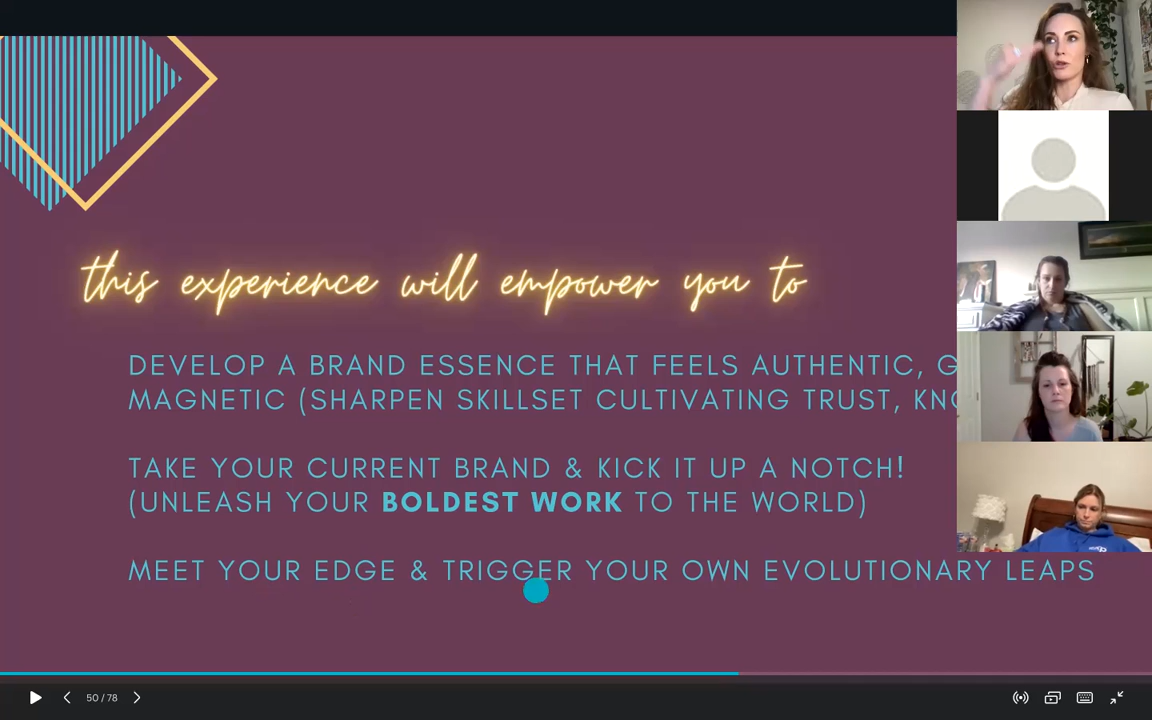 this experience will empower you to
DEVELOP A BRAND ESSENCE THAT FEELS AUTHENTIC,
MAGNETIC (SHARPEN SKILLSET CULTIVATING TRUST,
TAKE YOUR CURRENT BRAND & KICK IT UP A NOTCH!
(UNLEASH YOUR BOLDEST WORK TO THE WORLD)
MEET YOUR EDGE & TRIGGER YOUR OWN EVOLUTIONARY LEAPS
50 / 78